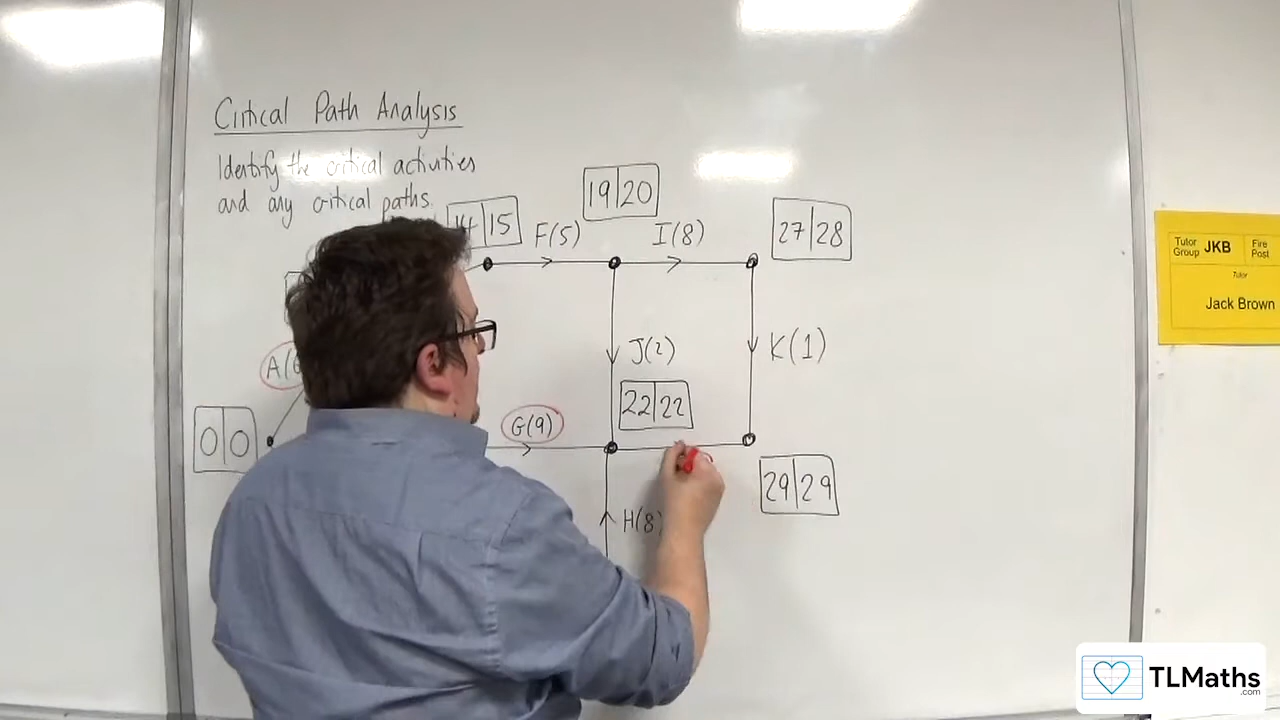 Critical Path Analysis
Identify the critical activities
and any critical paths.
19 20
15
F(5)
I(8)
27 28
J(2)
K(1)
22 22
G(9)
0 0
29 29
H(8)
Tutor Group JKB Fire Post
Tutor
Jack Brown
TLMaths
.com